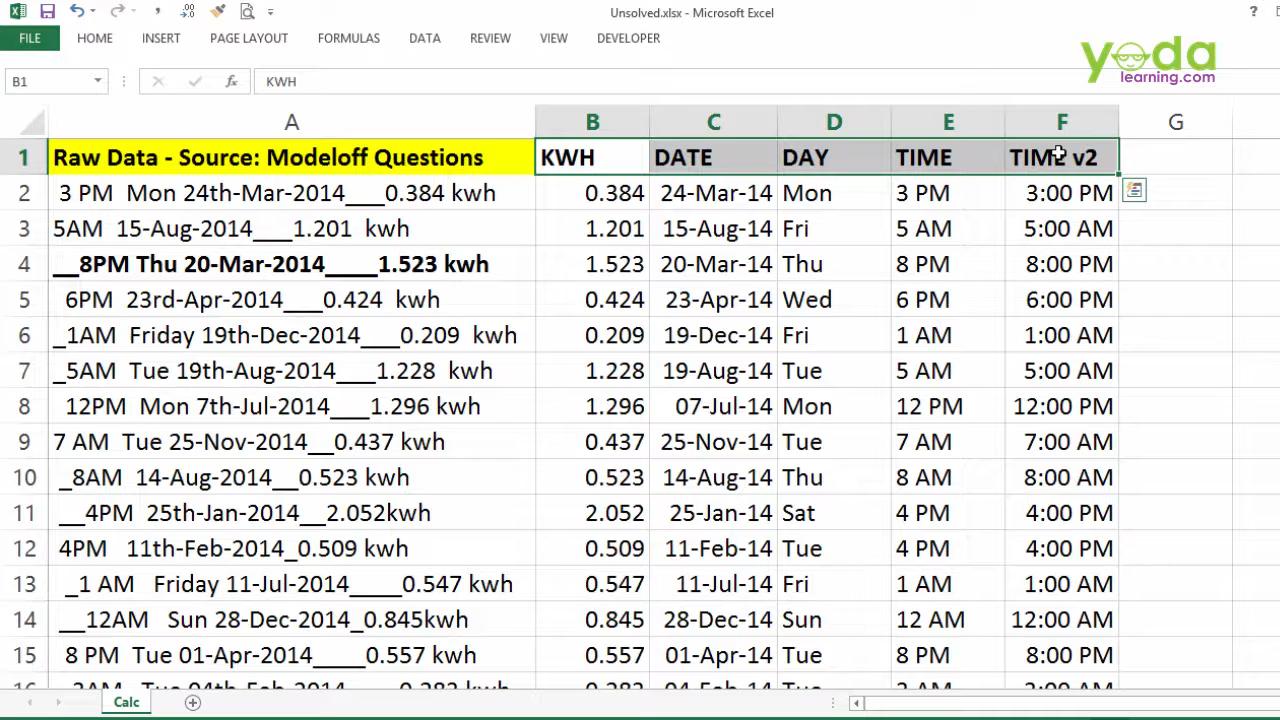 Unsolved.xlsx - Microsoft Excel
?
FILE HOME INSERT PAGE LAYOUT FORMULAS DATA REVIEW VIEW DEVELOPER
yoda
learning.com
B1 fx KWH
A B C D E F G
1 Raw Data - Source: Modeloff Questions KWH DATE DAY TIME TIME v2
2 3 PM Mon 24th-Mar-2014___0.384 kwh 0.384 24-Mar-14 Mon 3 PM 3:00 PM
3 5AM 15-Aug-2014___1.201 kwh 1.201 15-Aug-14 Fri 5 AM 5:00 AM
4 __8PM Thu 20-Mar-2014____1.523 kwh 1.523 20-Mar-14 Thu 8 PM 8:00 PM
5 6PM 23rd-Apr-2014___0.424 kwh 0.424 23-Apr-14 Wed 6 PM 6:00 PM
6 _1AM Friday 19th-Dec-2014___0.209 kwh 0.209 19-Dec-14 Fri 1 AM 1:00 AM
7 _5AM Tue 19th-Aug-2014___1.228 kwh 1.228 19-Aug-14 Tue 5 AM 5:00 AM
8 12PM Mon 7th-Jul-2014___1.296 kwh 1.296 07-Jul-14 Mon 12 PM 12:00 PM
9 7 AM Tue 25-Nov-2014__0.437 kwh 0.437 25-Nov-14 Tue 7 AM 7:00 AM
10 _8AM 14-Aug-2014__0.523 kwh 0.523 14-Aug-14 Thu 8 AM 8:00 AM
11 __4PM 25th-Jan-2014__2.052kwh 2.052 25-Jan-14 Sat 4 PM 4:00 PM
12 4PM 11th-Feb-2014_0.509 kwh 0.509 11-Feb-14 Tue 4 PM 4:00 PM
13 _1 AM Friday 11-Jul-2014____0.547 kwh 0.547 11-Jul-14 Fri 1 AM 1:00 AM
14 __12AM Sun 28-Dec-2014_0.845kwh 0.845 28-Dec-14 Sun 12 AM 12:00 AM
15 8 PM Tue 01-Apr-2014____0.557 kwh 0.557 01-Apr-14 Tue 8 PM 8:00 PM
Calc